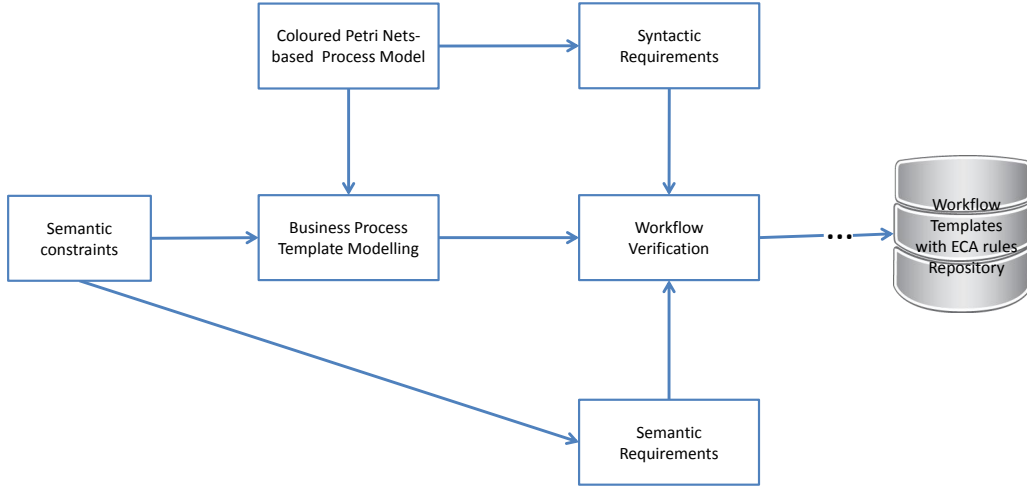 Coloured Petri Nets-
based Process Model
Syntactic
Requirements
Semantic
constraints
Business Process
Template Modelling
Workflow
Verification
...
Workflow
Templates
with ECA rules
Repository
Semantic
Requirements